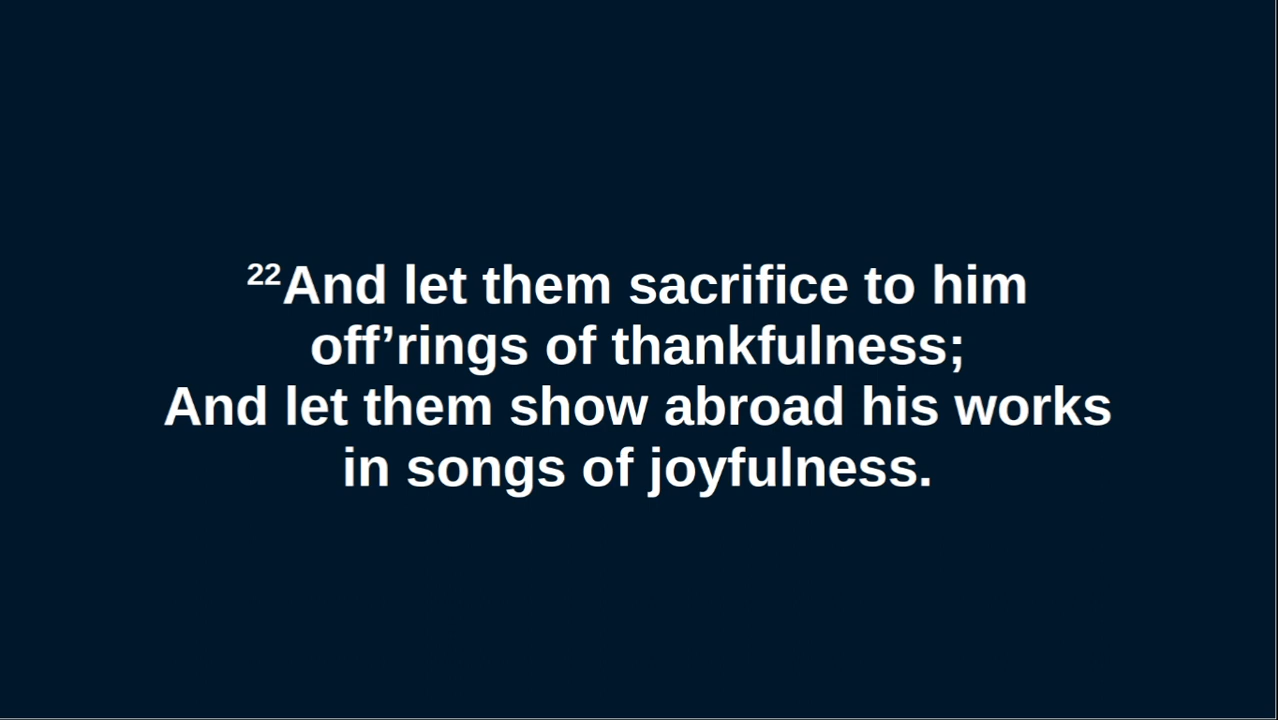 ²²And let them sacrifice to him
off’rings of thankfulness;
And let them show abroad his works
in songs of joyfulness.